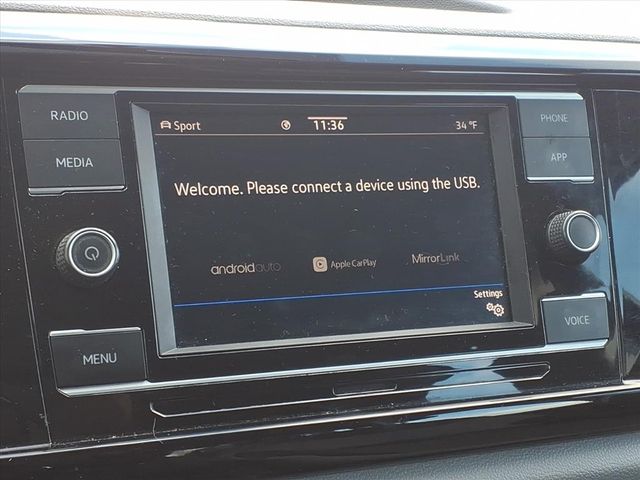 RADIO
MEDIA
MENU
Sport
11:36
34 °F
Welcome. Please connect a device using the USB.
androidauto
Apple CarPlay
MirrorLink
Settings
PHONE
APP
VOICE